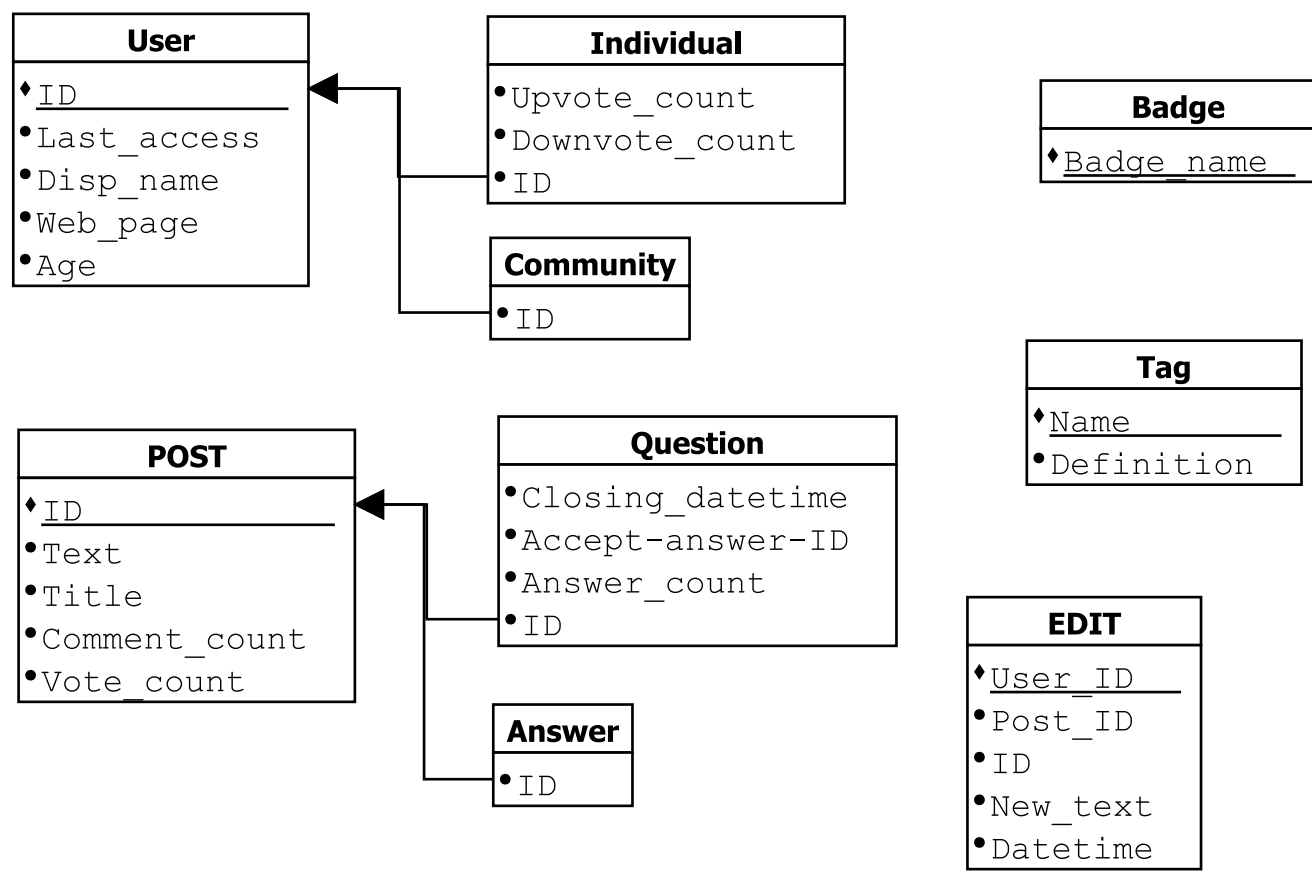 User
ID
Last_access
Disp_name
Web_page
Age
Individual
Upvote_count
Downvote_count
ID
Community
ID
Badge
Badge_name
Tag
Name
Definition
POST
ID
Text
Title
Comment_count
Vote_count
Question
Closing_datetime
Accept-answer-ID
Answer_count
ID
Answer
ID
EDIT
User_ID
Post_ID
ID
New_text
Datetime